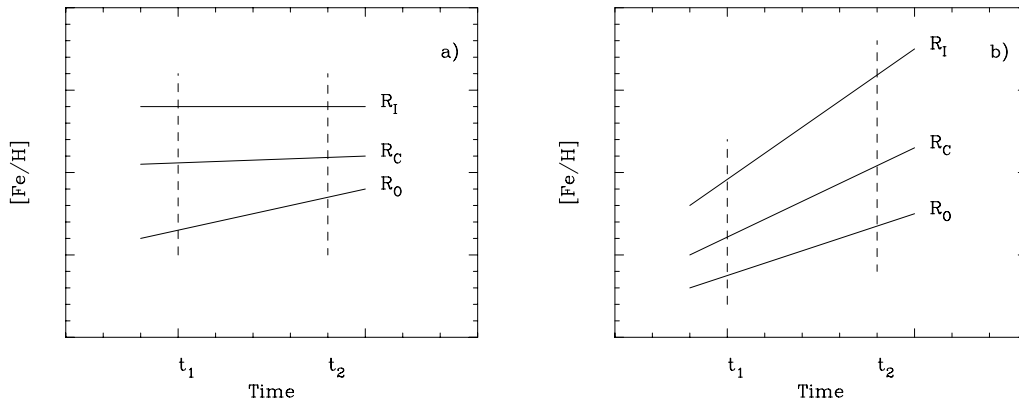 a)
R_I
R_C
R_O
[Fe/H]
t_1
t_2
Time
b)
R_I
R_C
R_O
[Fe/H]
t_1
t_2
Time